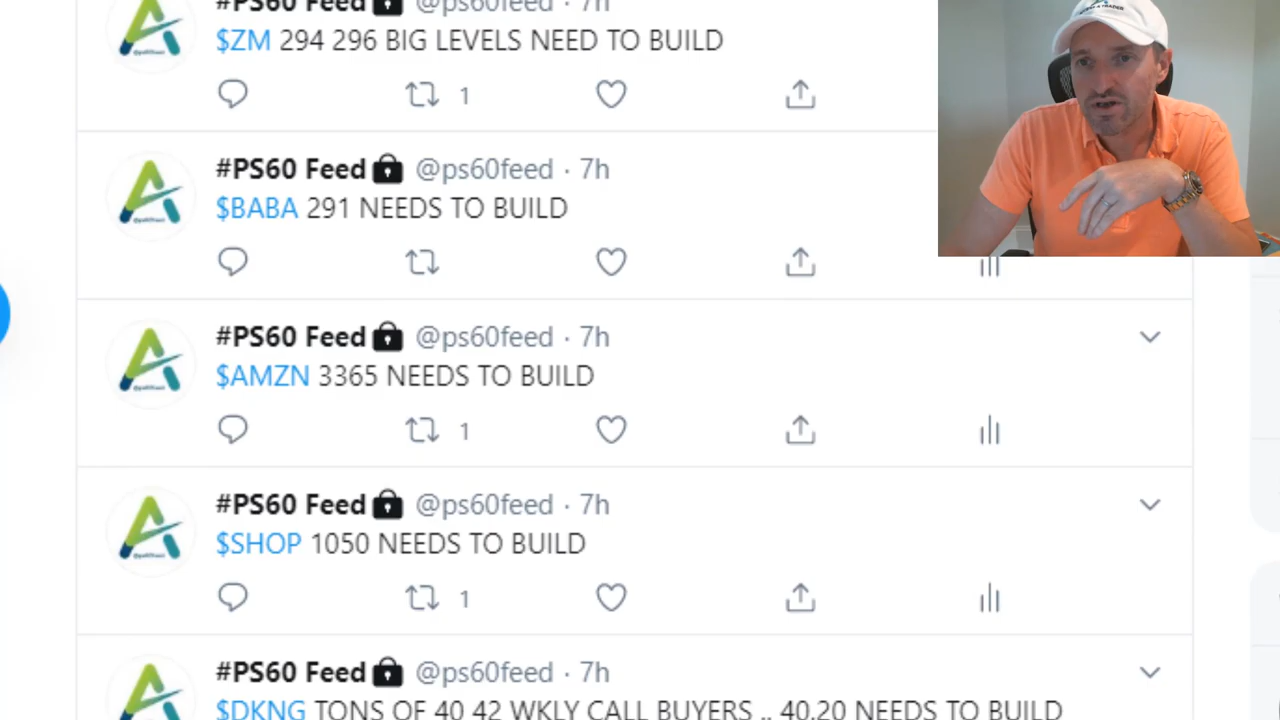 #PS60 Feed @ps60feed · 7h
$ZM 294 296 BIG LEVELS NEED TO BUILD
1
#PS60 Feed @ps60feed · 7h
$BABA 291 NEEDS TO BUILD
#PS60 Feed @ps60feed · 7h
$AMZN 3365 NEEDS TO BUILD
1
#PS60 Feed @ps60feed · 7h
$SHOP 1050 NEEDS TO BUILD
1
#PS60 Feed @ps60feed · 7h
$DKNG TONS OF 40 42 WKLY CALL BUYERS .. 40.20 NEEDS TO BUILD